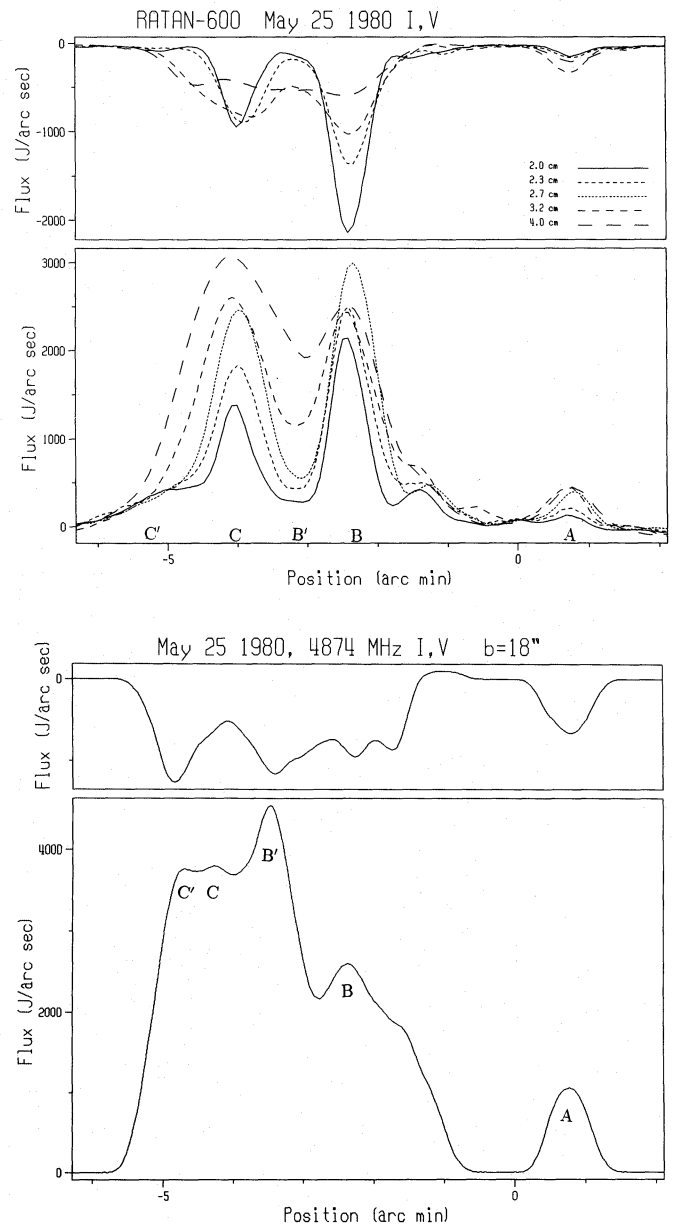 RATAN-600 May 25 1980 I,V
0
-1000
-2000
Flux (J/arc sec)
2.0 cm
2.3 cm
2.7 cm
3.2 cm
4.0 cm
3000
2000
1000
0
Flux (J/arc sec)
C' C B' B A
-5 0
Position (arc min)
May 25 1980, 4874 MHz I,V b=18"
0
Flux (J/arc sec)
4000
2000
0
Flux (J/arc sec)
B'
C' C
B
A
-5 0
Position (arc min)